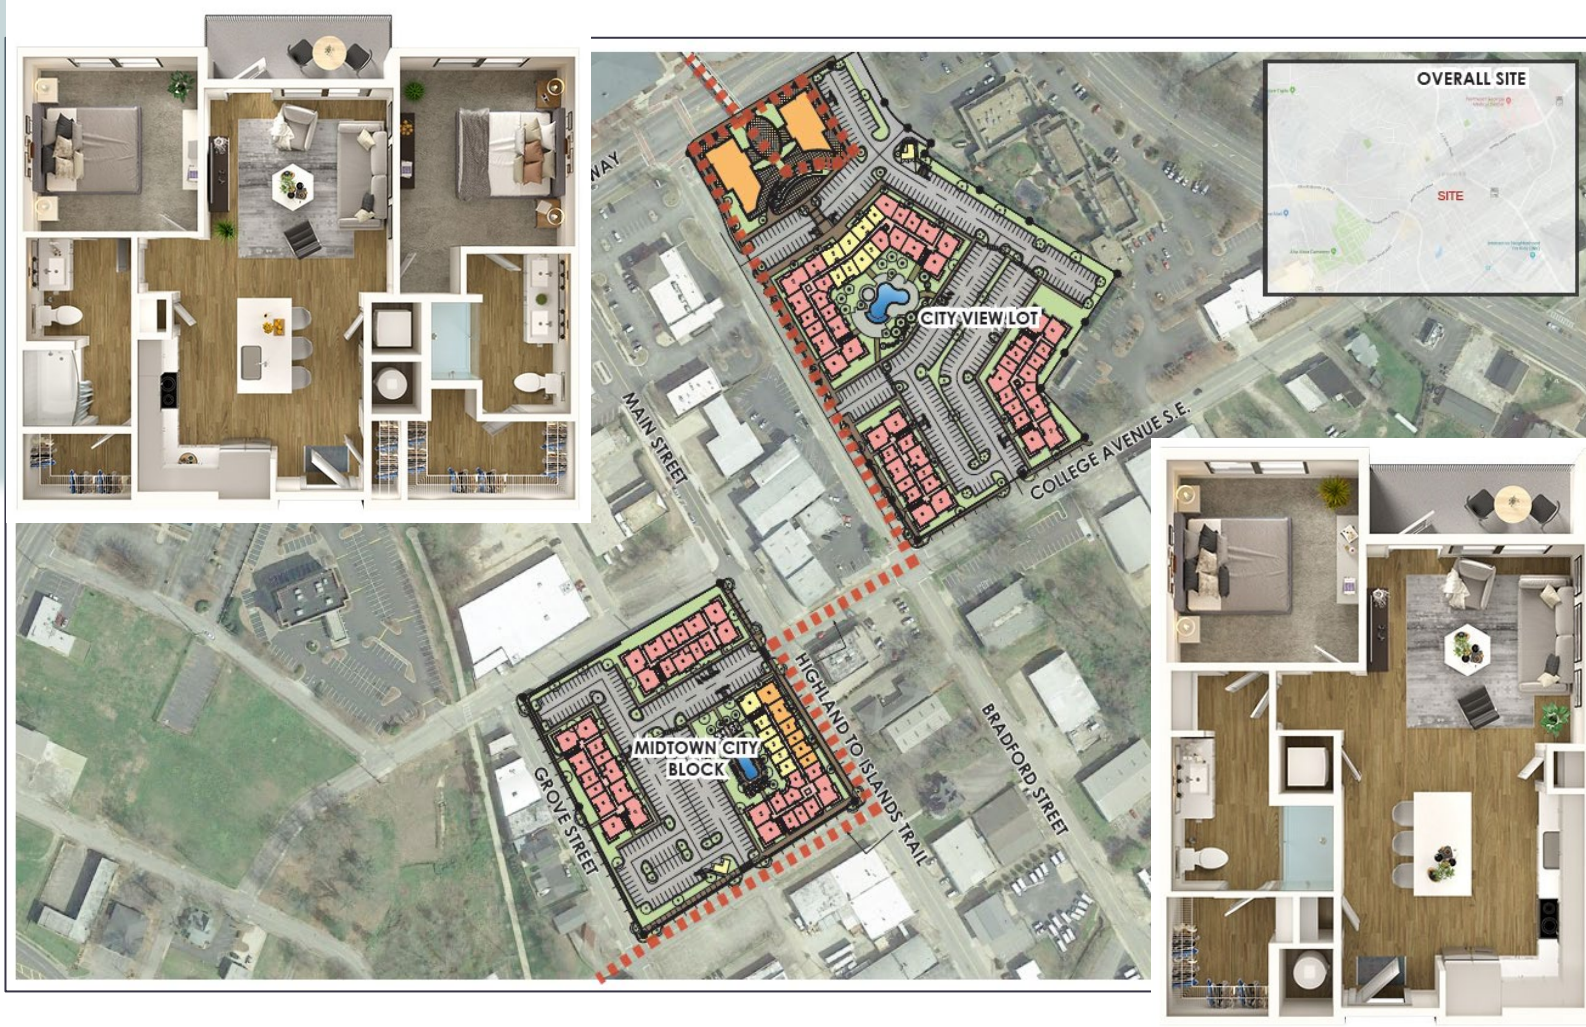 OVERALL SITE
SITE
WAY
CITY VIEW LOT
MAIN STREET
COLLEGE AVENUE S.E.
HIGHLAND TO ISLANDS TRAIL
BRADFORD STREET
MIDTOWN CITY
BLOCK
GROVE STREET